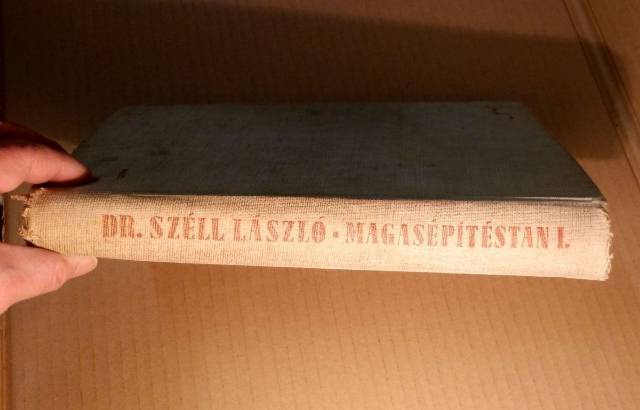 DR. SZÉLL LÁSZLÓ • MAGASÉPÍTÉSTAN I.